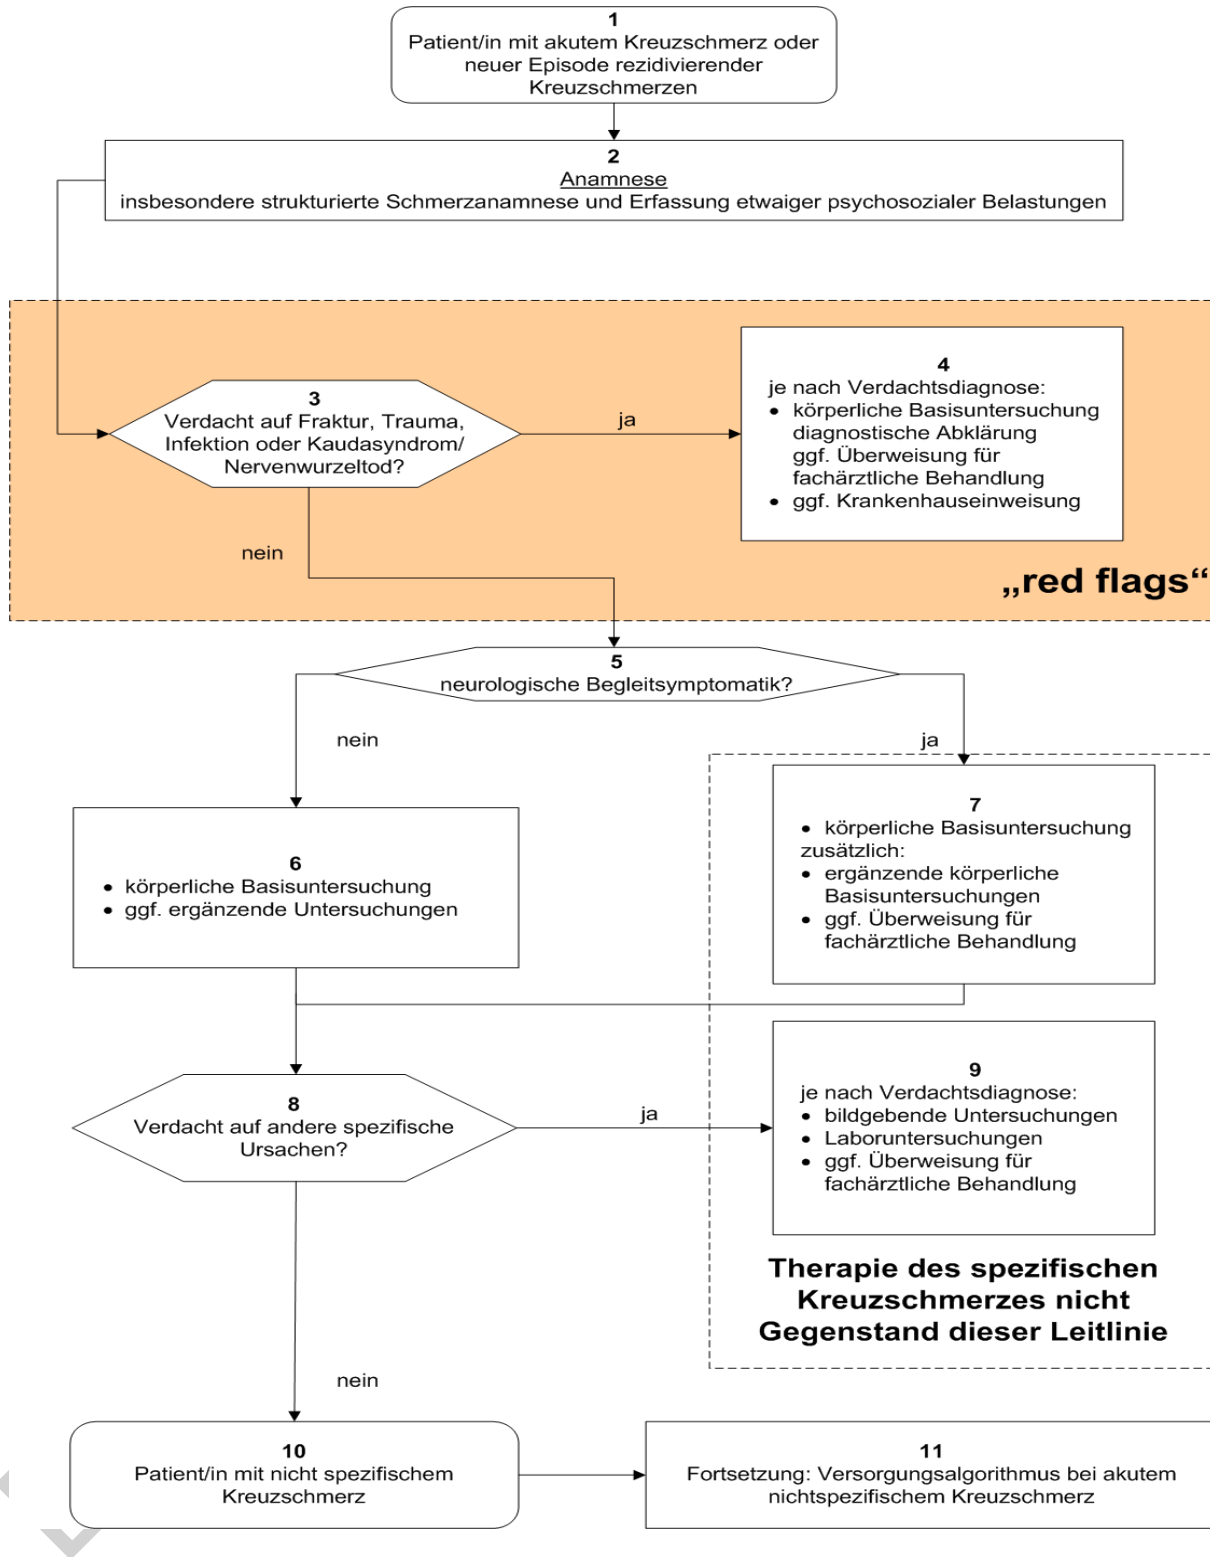 1
Patient/in mit akutem Kreuzschmerz oder
neuer Episode rezidivierender
Kreuzschmerzen
2
Anamnese
insbesondere strukturierte Schmerzanamnese und Erfassung etwaiger psychosozialer Belastungen
3
Verdacht auf Fraktur, Trauma,
Infektion oder Kaudasyndrom/
Nervenwurzeltod?
ja
4
je nach Verdachtsdiagnose:
• körperliche Basisuntersuchung
diagnostische Abklärung
ggf. Überweisung für
fachärztliche Behandlung
• ggf. Krankenhauseinweisung
nein
„red flags“
5
neurologische Begleitsymptomatik?
nein
ja
6
• körperliche Basisuntersuchung
• ggf. ergänzende Untersuchungen
7
• körperliche Basisuntersuchung
zusätzlich:
• ergänzende körperliche
Basisuntersuchungen
• ggf. Überweisung für
fachärztliche Behandlung
8
Verdacht auf andere spezifische
Ursachen?
ja
9
je nach Verdachtsdiagnose:
• bildgebende Untersuchungen
• Laboruntersuchungen
• ggf. Überweisung für
fachärztliche Behandlung
Therapie des spezifischen
Kreuzschmerzes nicht
Gegenstand dieser Leitlinie
nein
10
Patient/in mit nicht spezifischem
Kreuzschmerz
11
Fortsetzung: Versorgungsalgorithmus bei akutem
nichtspezifischem Kreuzschmerz